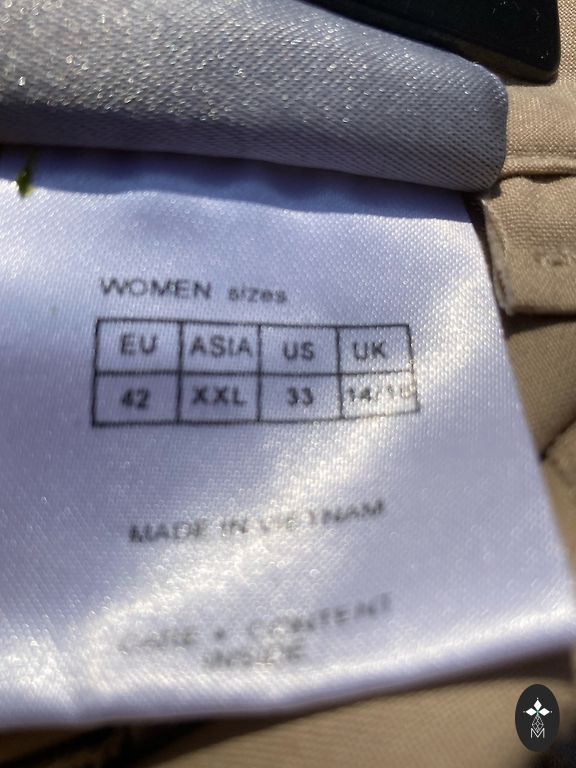 WOMEN sizes
EU ASIA US UK
42 XXL 33
MADE IN VIETNAM
CARE + CONTENT
INSIDE